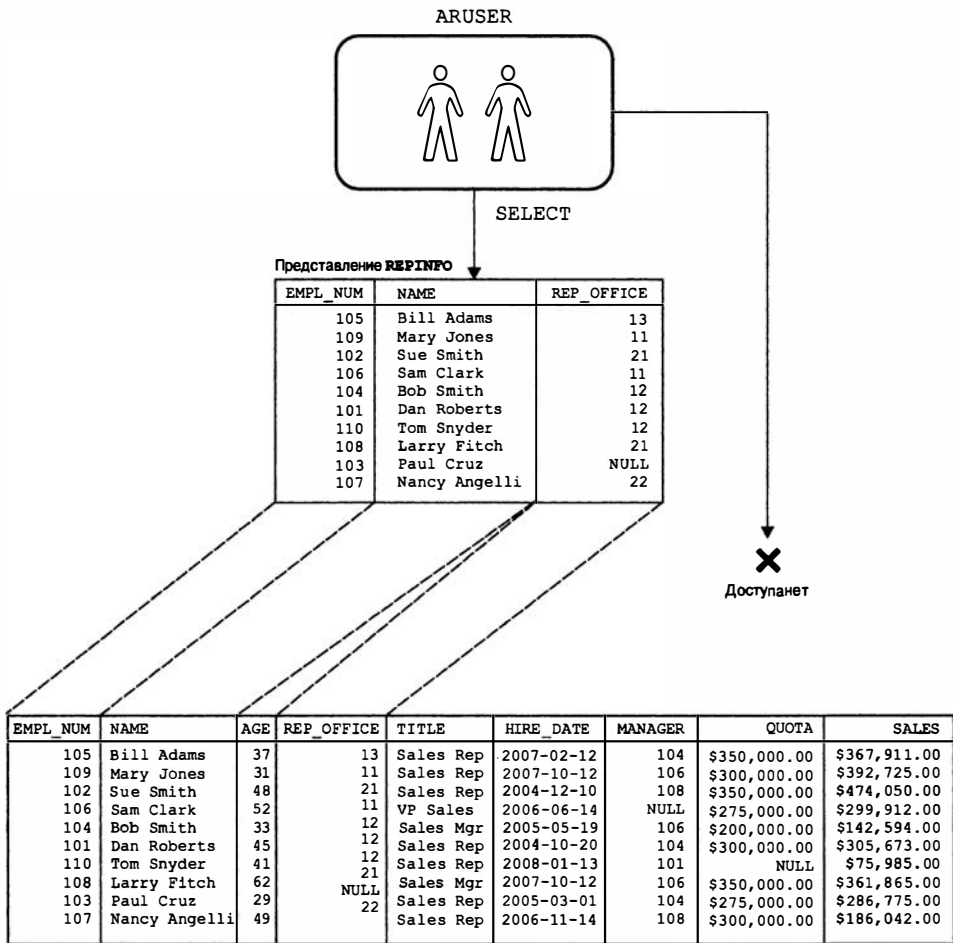 ARUSER
SELECT
Представление REPINFO
EMPL_NUM NAME REP_OFFICE
105 Bill Adams 13
109 Mary Jones 11
102 Sue Smith 21
106 Sam Clark 11
104 Bob Smith 12
101 Dan Roberts 12
110 Tom Snyder 12
108 Larry Fitch 21
103 Paul Cruz NULL
107 Nancy Angelli 22
Доступанет
EMPL_NUM NAME AGE REP_OFFICE TITLE HIRE_DATE MANAGER QUOTA SALES
105 Bill Adams 37 13 Sales Rep 2007-02-12 104 $350,000.00 $367,911.00
109 Mary Jones 31 11 Sales Rep 2007-10-12 106 $300,000.00 $392,725.00
102 Sue Smith 48 21 Sales Rep 2004-12-10 108 $350,000.00 $474,050.00
106 Sam Clark 52 11 VP Sales 2006-06-14 NULL $275,000.00 $299,912.00
104 Bob Smith 33 12 Sales Mgr 2005-05-19 106 $200,000.00 $142,594.00
101 Dan Roberts 45 12 Sales Rep 2004-10-20 104 $300,000.00 $305,673.00
110 Tom Snyder 41 12 Sales Rep 2008-01-13 101 NULL $75,985.00
108 Larry Fitch 62 21 Sales Mgr 2007-10-12 106 $350,000.00 $361,865.00
103 Paul Cruz 29 NULL Sales Rep 2005-03-01 104 $275,000.00 $286,775.00
107 Nancy Angelli 49 22 Sales Rep 2006-11-14 108 $300,000.00 $186,042.00